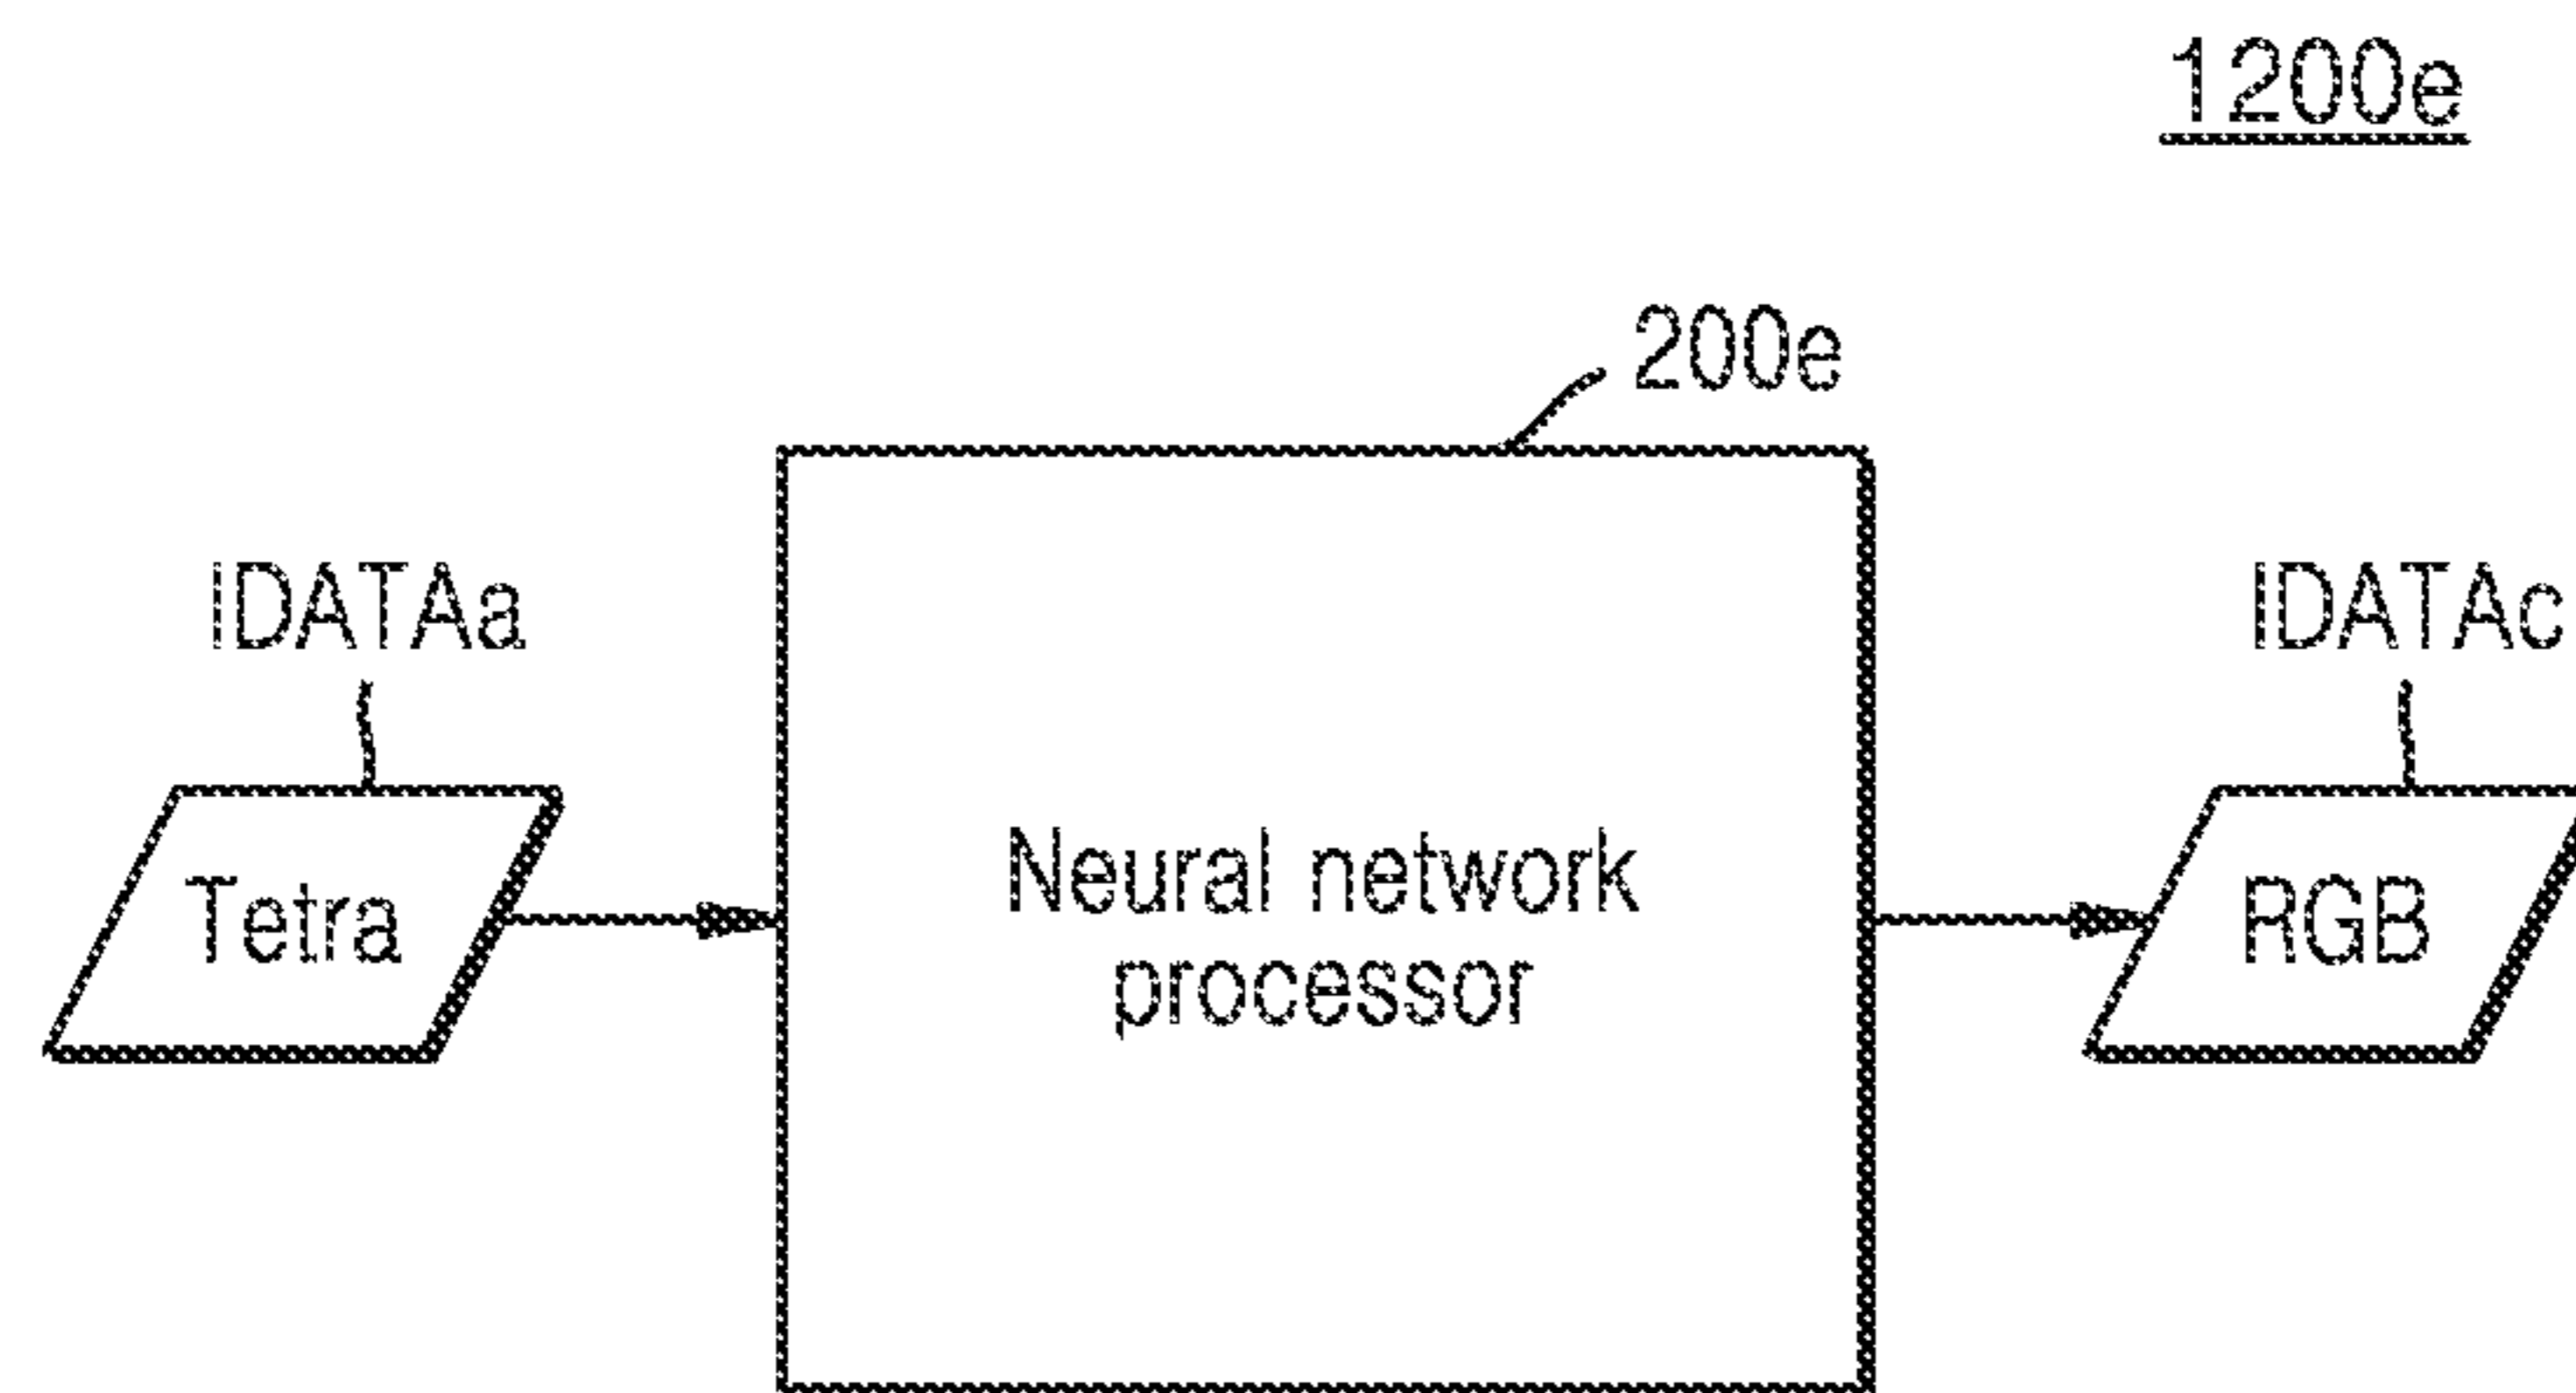 1200e
200e
IDATAa
IDATAc
Tetra
Neural network
processor
RGB